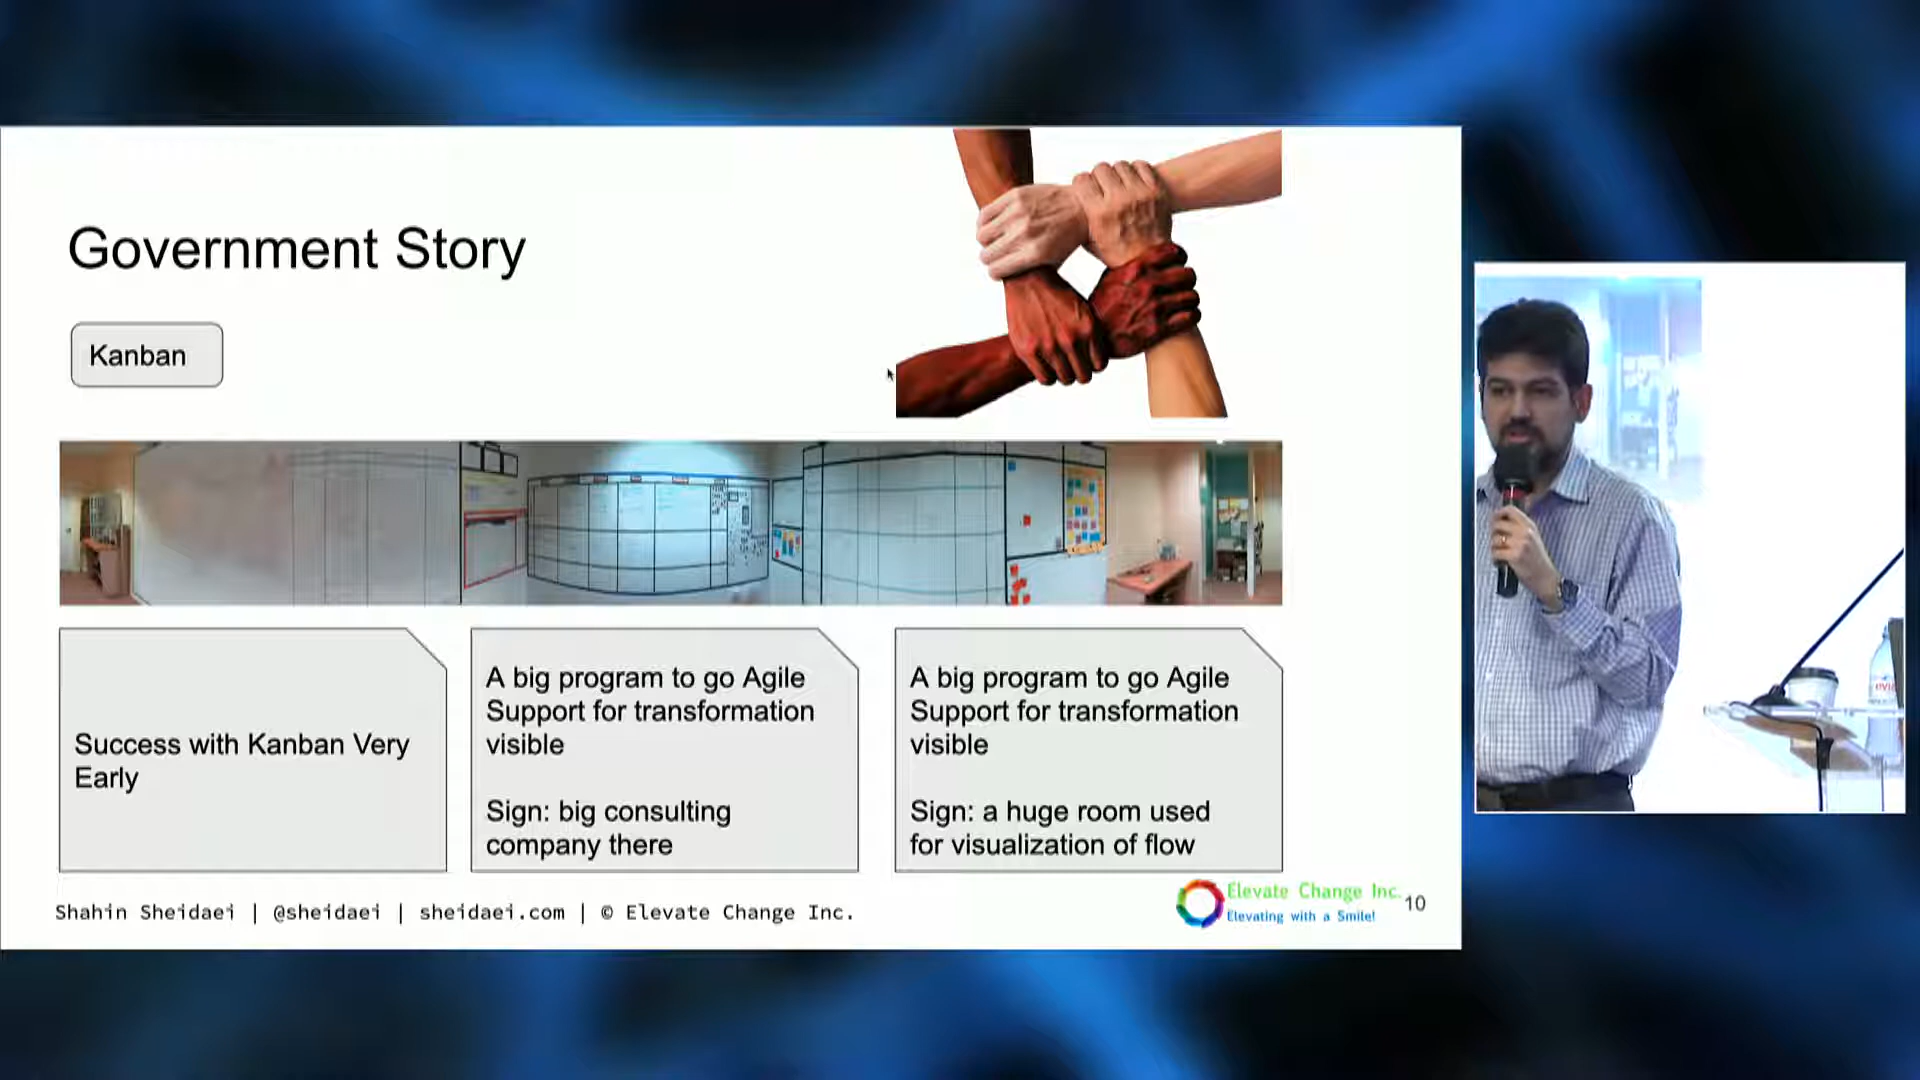 Government Story
Kanban
Success with Kanban Very
Early
A big program to go Agile
Support for transformation
visible
Sign: big consulting
company there
A big program to go Agile
Support for transformation
visible
Sign: a huge room used
for visualization of flow
Shahin Sheidaei | @sheidaei | sheidaei.com | © Elevate Change Inc.
Elevate Change Inc.
Elevating with a Smile!
10